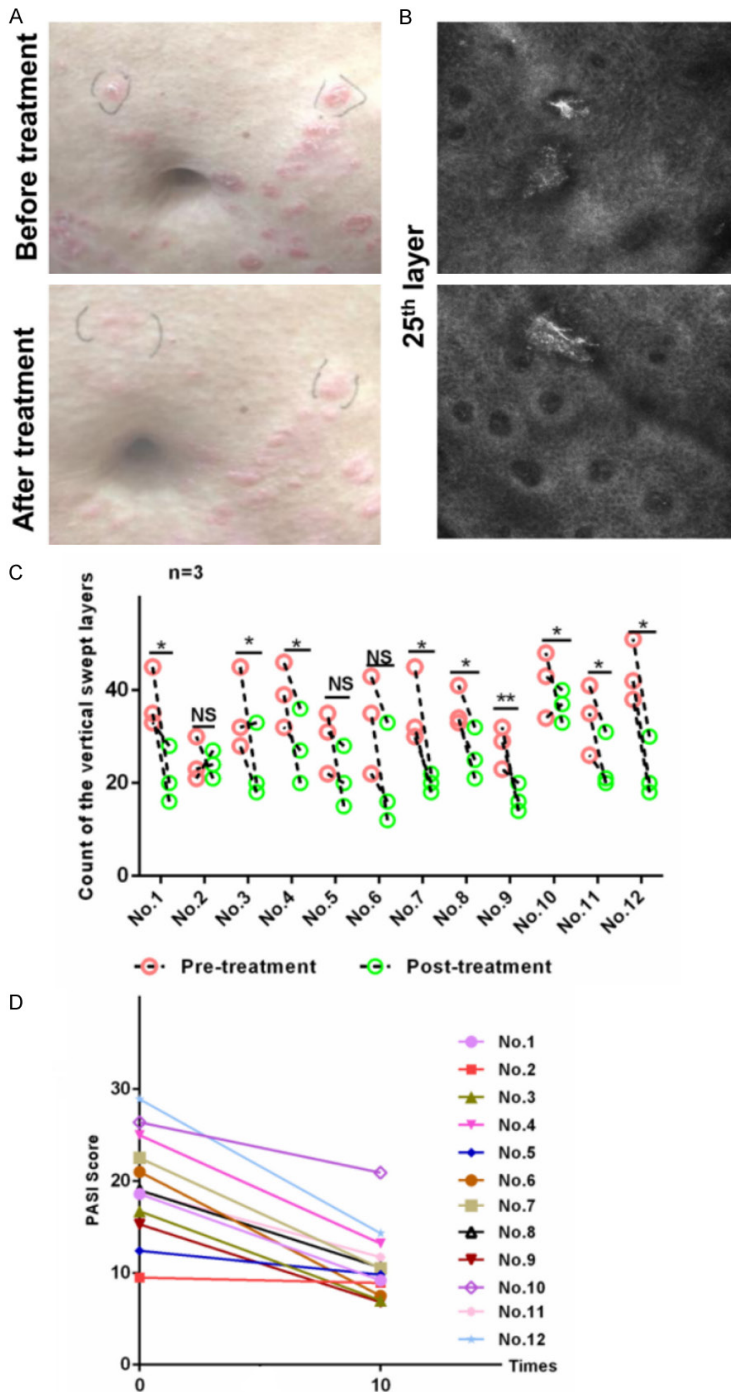 A
B
Before treatment
After treatment
25th layer
C
n=3
Count of the vertical swept layers
* NS * * NS NS * * ** * * *
40
20
0
No.1 No.2 No.3 No.4 No.5 No.6 No.7 No.8 No.9 No.10 No.11 No.12
Pre-treatment Post-treatment
D
PASI Score
30
20
10
0
0 10
Times
No.1
No.2
No.3
No.4
No.5
No.6
No.7
No.8
No.9
No.10
No.11
No.12